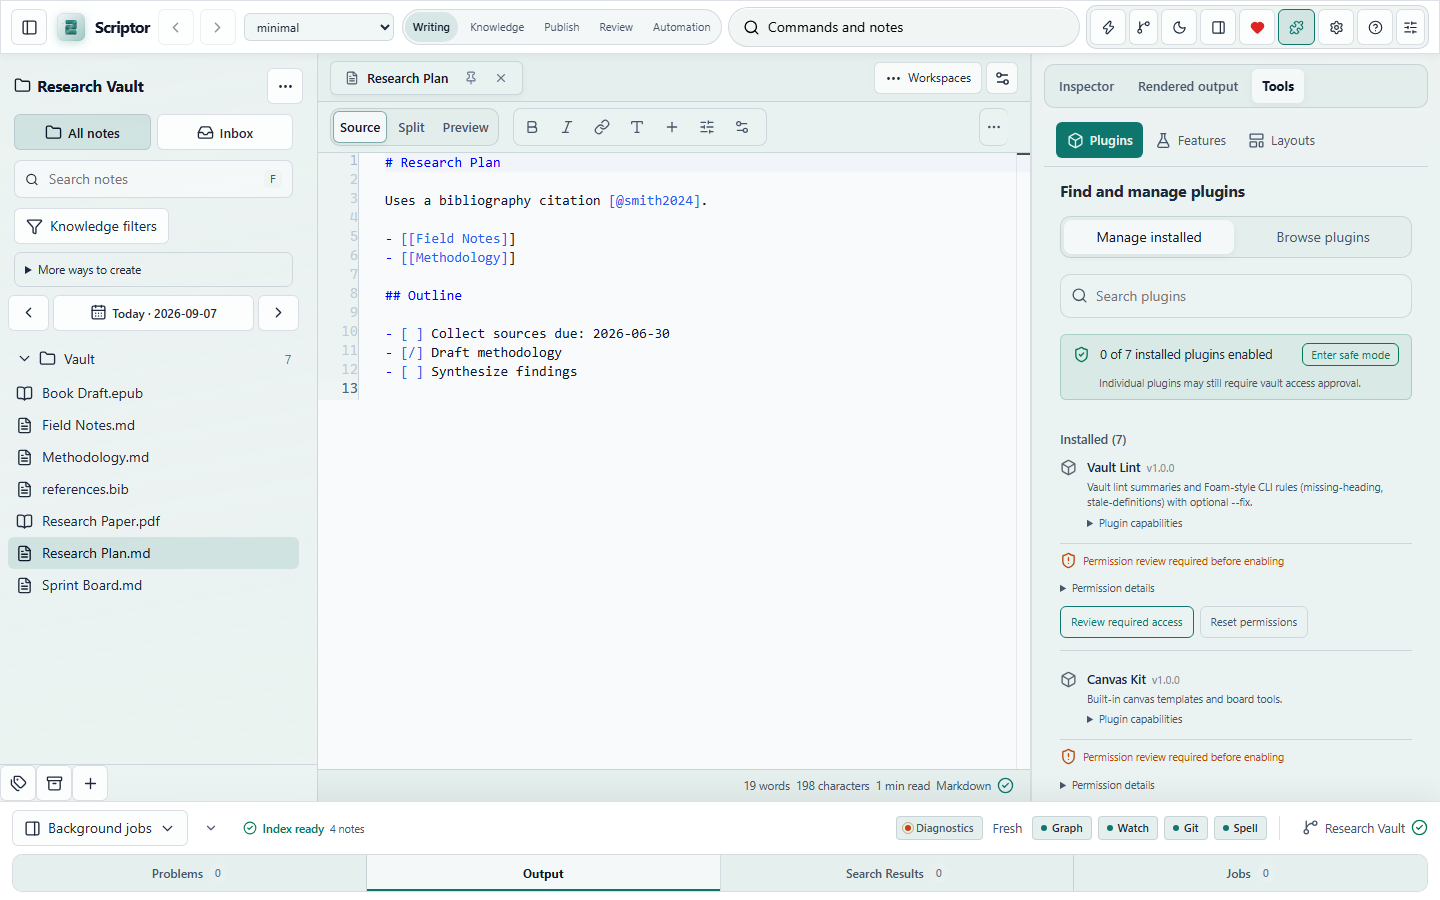 Scriptor
minimal
Writing Knowledge Publish Review Automation
Commands and notes
Research Vault
All notes
Inbox
Search notes F
Knowledge filters
More ways to create
Today · 2026-09-07
Vault 7
Book Draft.epub
Field Notes.md
Methodology.md
references.bib
Research Paper.pdf
Research Plan.md
Sprint Board.md
Research Plan
Workspaces
Source Split Preview
1 # Research Plan
2
3 Uses a bibliography citation [@smith2024].
4
5 - [[Field Notes]]
6 - [[Methodology]]
7
8 ## Outline
9
10 - [ ] Collect sources due: 2026-06-30
11 - [/] Draft methodology
12 - [ ] Synthesize findings
13
19 words 198 characters 1 min read Markdown
Inspector Rendered output Tools
Plugins Features Layouts
Find and manage plugins
Manage installed Browse plugins
Search plugins
0 of 7 installed plugins enabled Enter safe mode
Individual plugins may still require vault access approval.
Installed (7)
Vault Lint v1.0.0
Vault lint summaries and Foam-style CLI rules (missing-heading,
stale-definitions) with optional --fix.
Plugin capabilities
Permission review required before enabling
Permission details
Review required access Reset permissions
Canvas Kit v1.0.0
Built-in canvas templates and board tools.
Plugin capabilities
Permission review required before enabling
Permission details
Background jobs Index ready 4 notes
Diagnostics Fresh Graph Watch Git Spell Research Vault
Problems 0 Output Search Results 0 Jobs 0